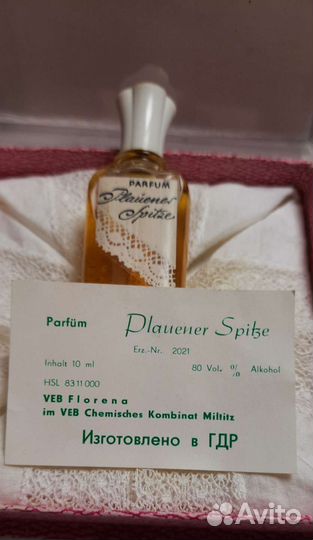 PARFUM
Plauener
Spitze
Parfüm Plauener Spitze
Erz.-Nr. 2021
Inhalt 10 ml 80 Vol. % Alkohol
HSL 8311000
VEB Florena
im VEB Chemisches Kombinat Miltitz
Изготовлено в ГДР
Avito